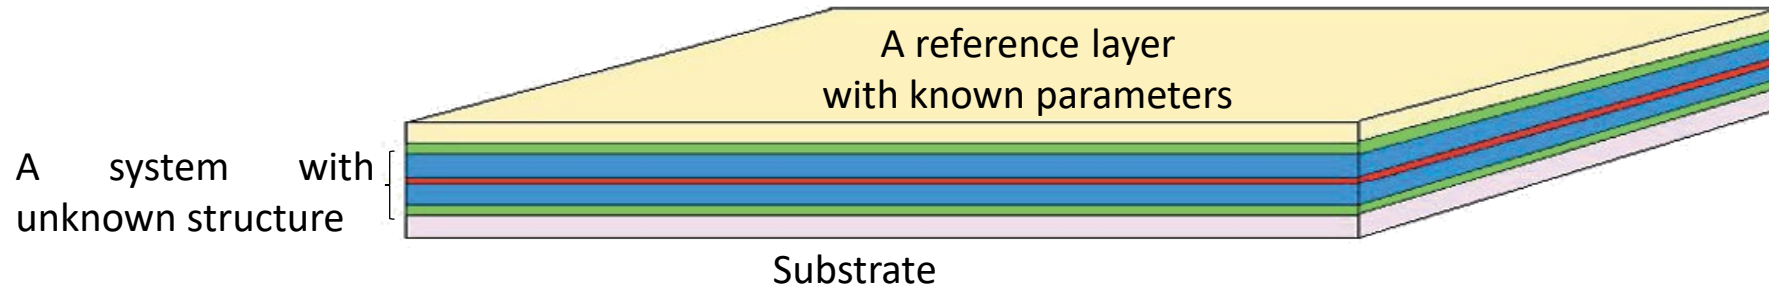 A reference layer
with known parameters
A system with
unknown structure
Substrate